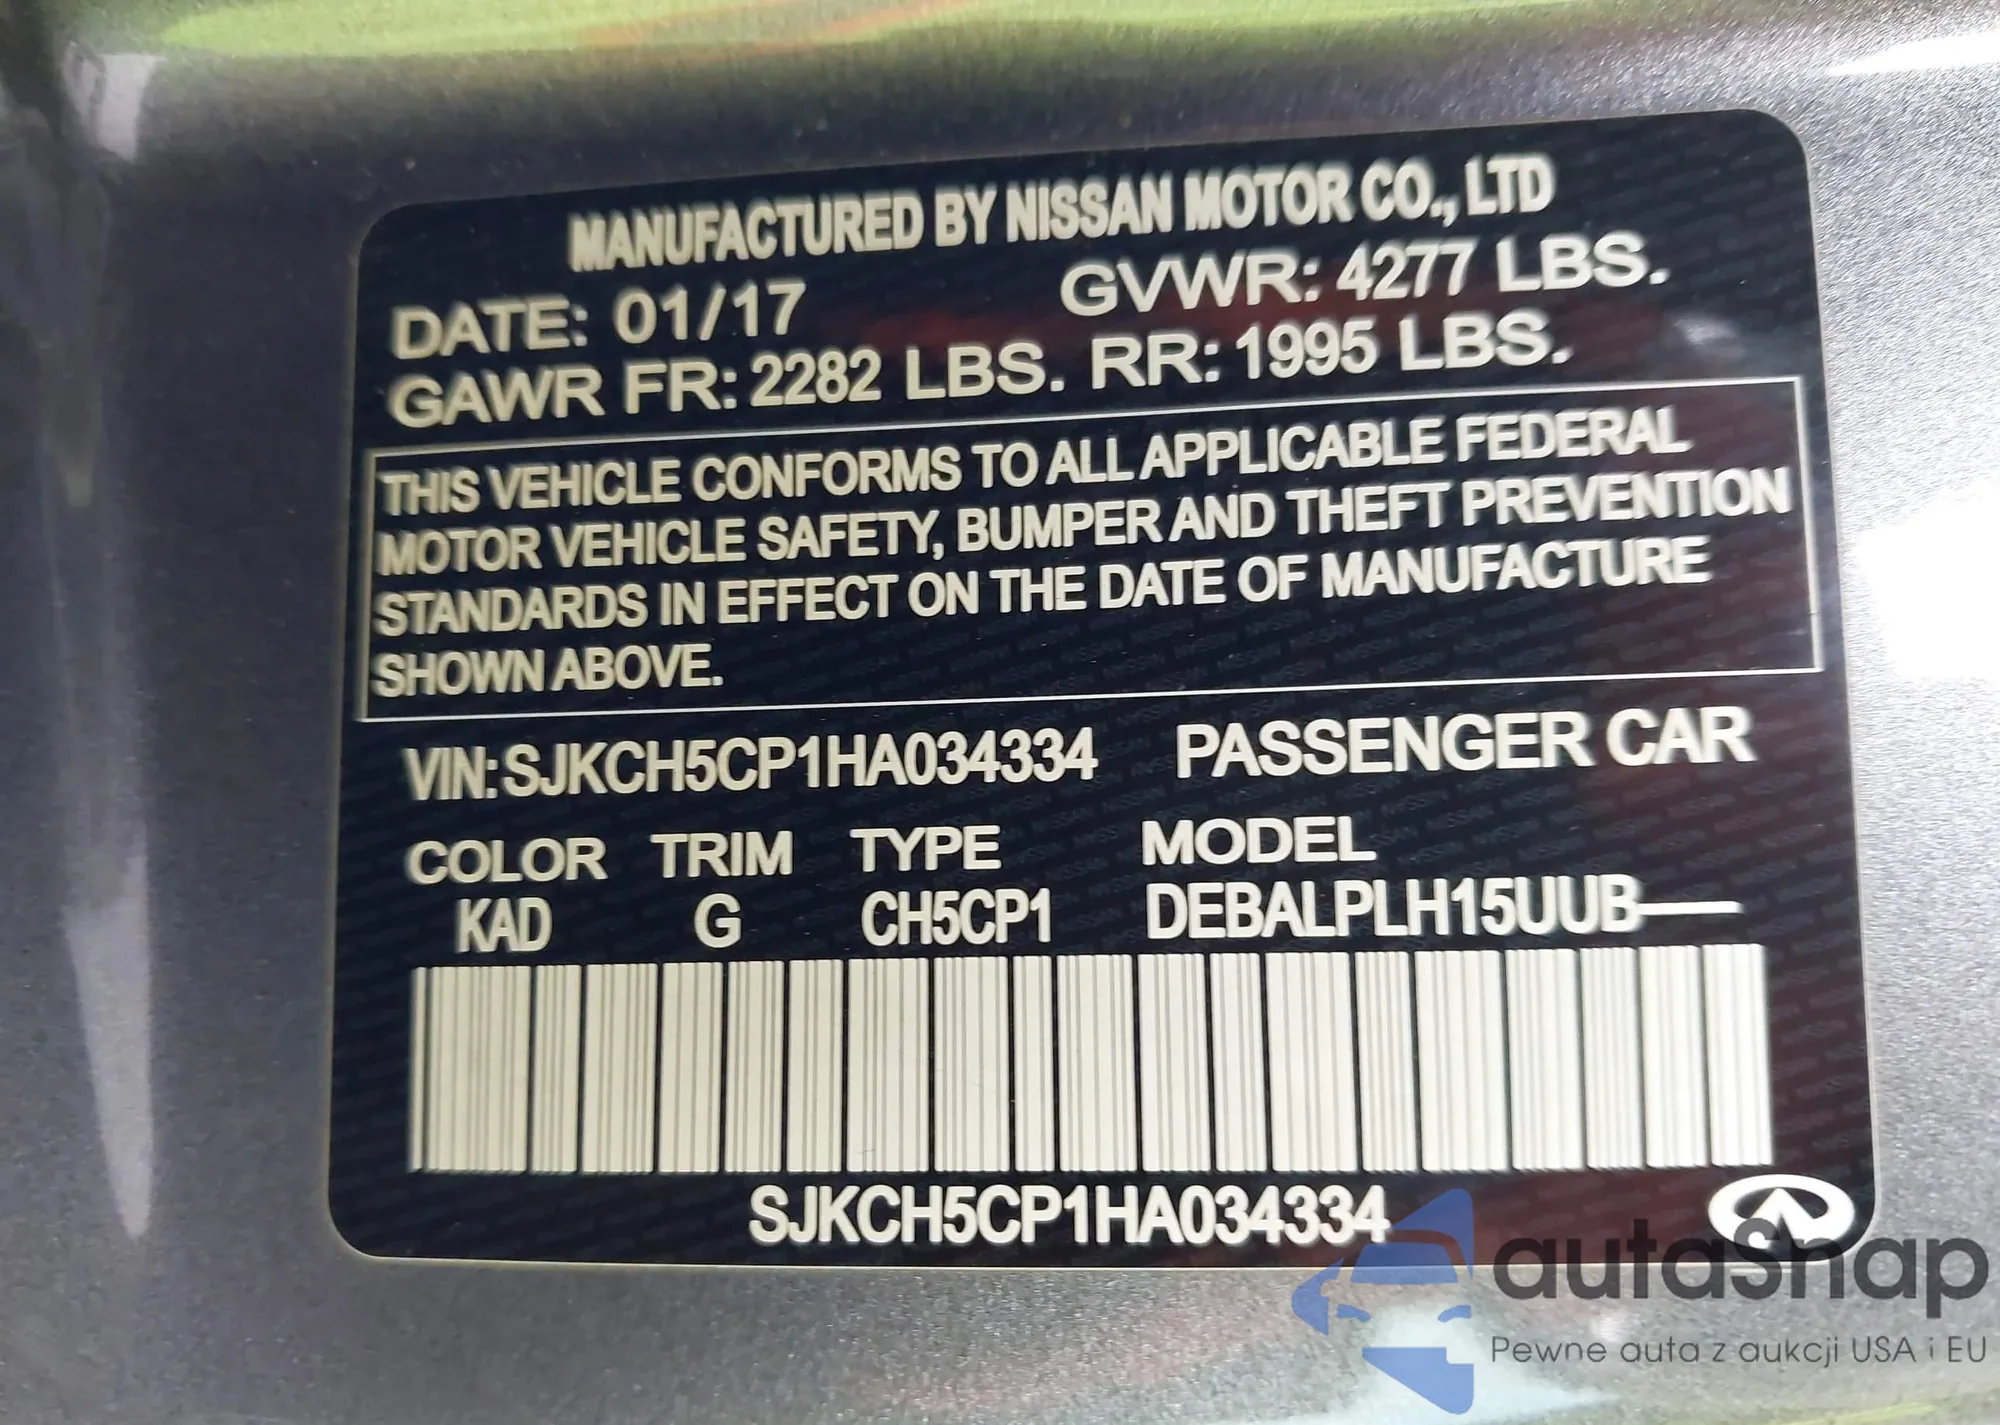 MANUFACTURED BY NISSAN MOTOR CO., LTD
DATE: 01/17 GVWR: 4277 LBS.
GAWR FR: 2282 LBS. RR: 1995 LBS.
THIS VEHICLE CONFORMS TO ALL APPLICABLE FEDERAL
MOTOR VEHICLE SAFETY, BUMPER AND THEFT PREVENTION
STANDARDS IN EFFECT ON THE DATE OF MANUFACTURE
SHOWN ABOVE.
VIN: SJKCH5CP1HA034334 PASSENGER CAR
COLOR TRIM TYPE MODEL
KAD G CH5CP1 DEBALPLH15UUB——
SJKCH5CP1HA034334
autasnap
Pewne auta z aukcji USA i EU